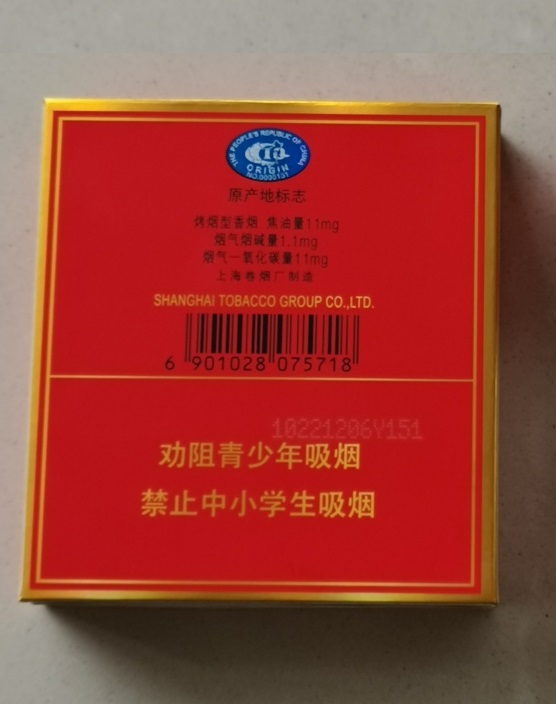 THE PEOPLE'S REPUBLIC OF CHINA
ORIGIN
NO.0000131
原产地标志
烤烟型香烟 焦油量11mg
烟气烟碱量1.1mg
烟气一氧化碳量11mg
上海卷烟厂制造
SHANGHAI TOBACCO GROUP CO.,LTD.
6 901028 075718
10221206Y151
劝阻青少年吸烟
禁止中小学生吸烟